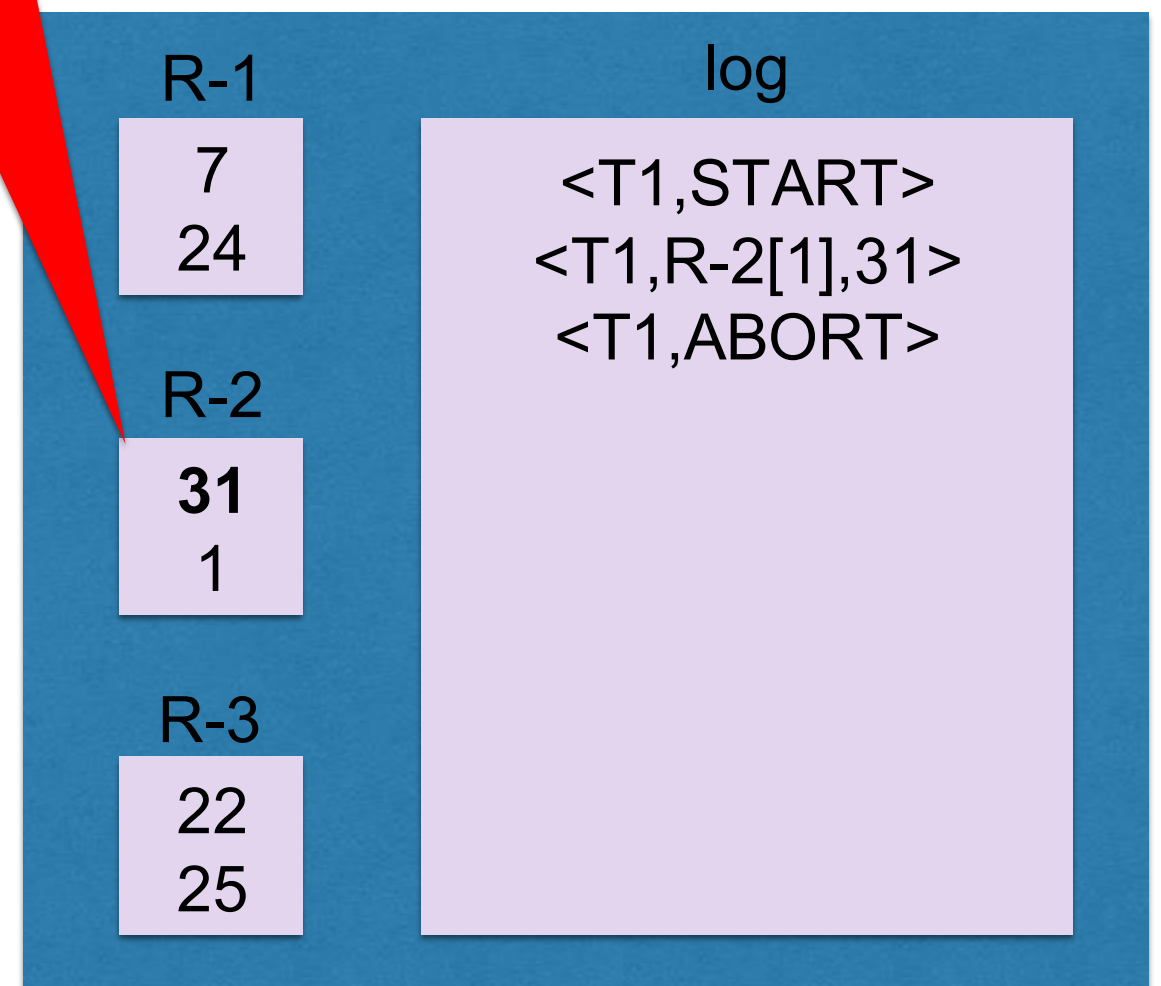 R-1
7
24
R-2
31
1
R-3
22
25
log
<T1,START>
<T1,R-2[1],31>
<T1,ABORT>